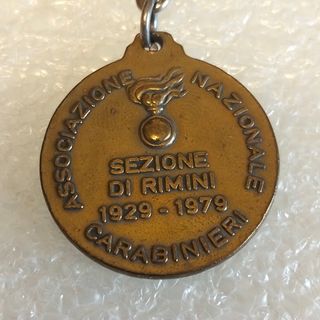 ASSOCIAZIONE NAZIONALE
SEZIONE
DI RIMINI
1929-1979
CARABINIERI